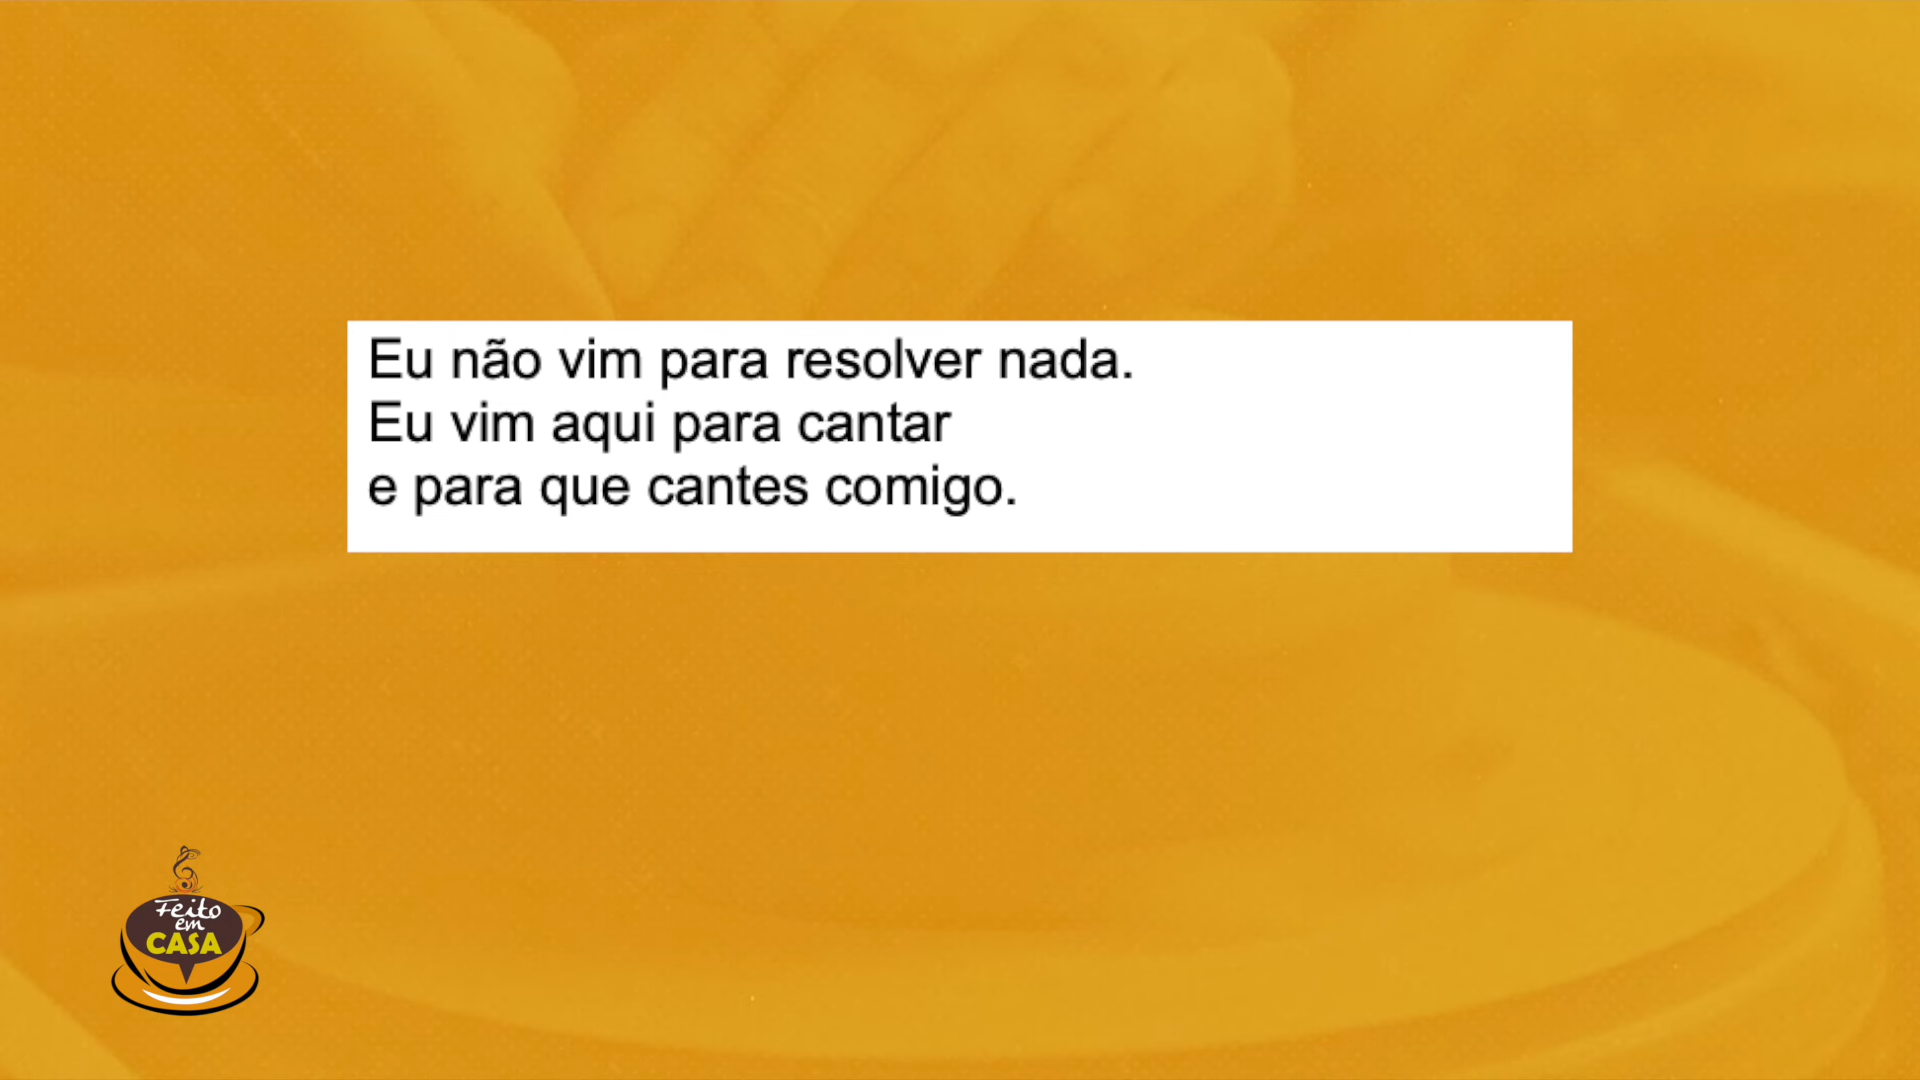 Eu não vim para resolver nada.
Eu vim aqui para cantar
e para que cantes comigo.
Feito
em
CASA